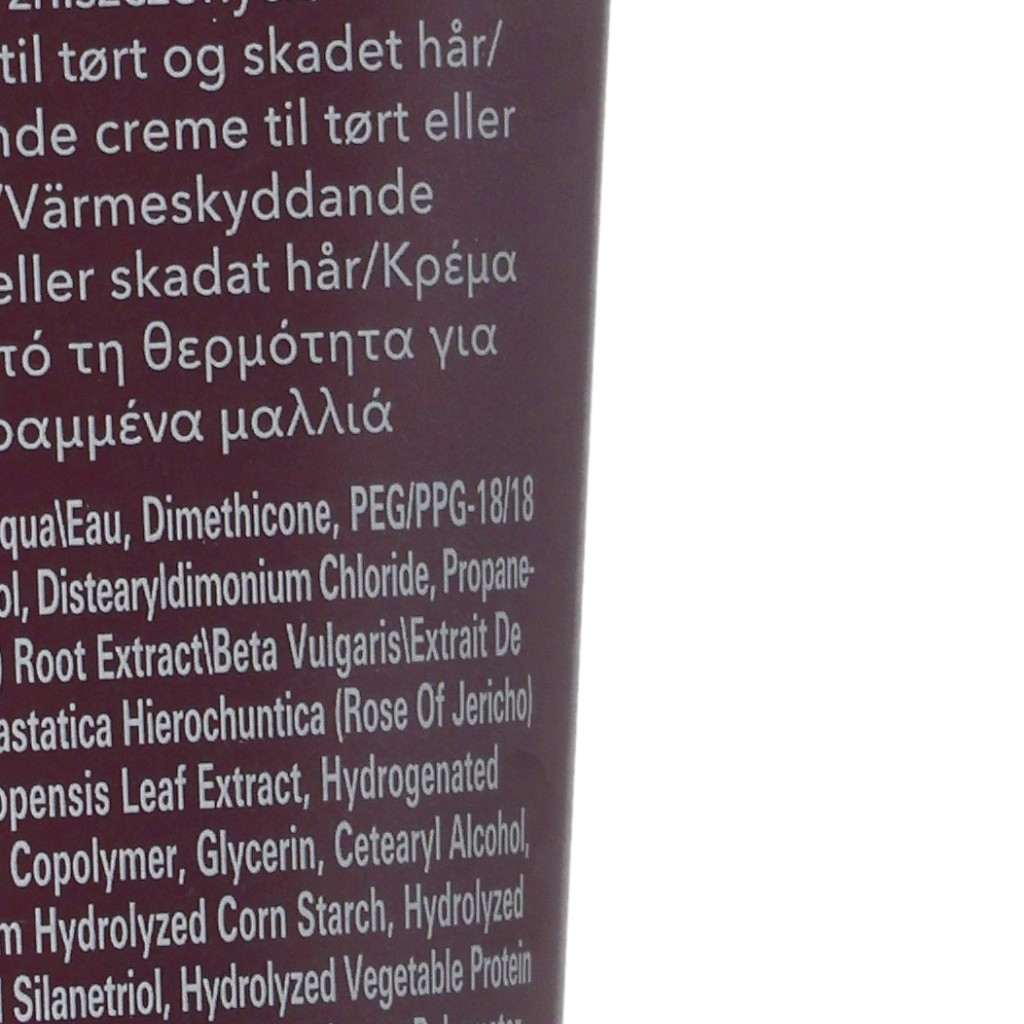 til tørt og skadet hår/
nde creme til tørt eller
/Värmeskyddande
eller skadat hår/Κρέμα
πό τη θερμότητα για
ραμμένα μαλλιά
qua\Eau, Dimethicone, PEG/PPG-18/18
ol, Distearyldimonium Chloride, Propane-
) Root Extract\Beta Vulgaris\Extrait De
astatica Hierochuntica (Rose Of Jericho)
opensis Leaf Extract, Hydrogenated
Copolymer, Glycerin, Cetearyl Alcohol,
m Hydrolyzed Corn Starch, Hydrolyzed
l Silanetriol, Hydrolyzed Vegetable Protein